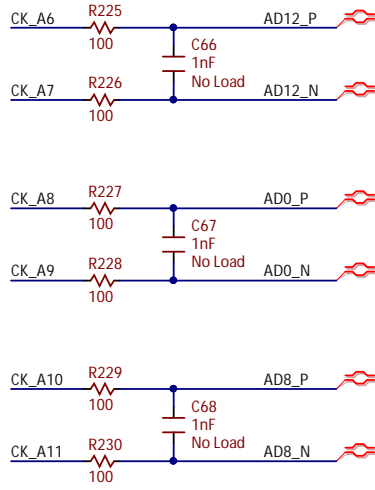 CK_A6 R225 100 AD12_P
C66
1nF
No Load
CK_A7 R226 100 AD12_N
CK_A8 R227 100 AD0_P
C67
1nF
No Load
CK_A9 R228 100 AD0_N
CK_A10 R229 100 AD8_P
C68
1nF
No Load
CK_A11 R230 100 AD8_N